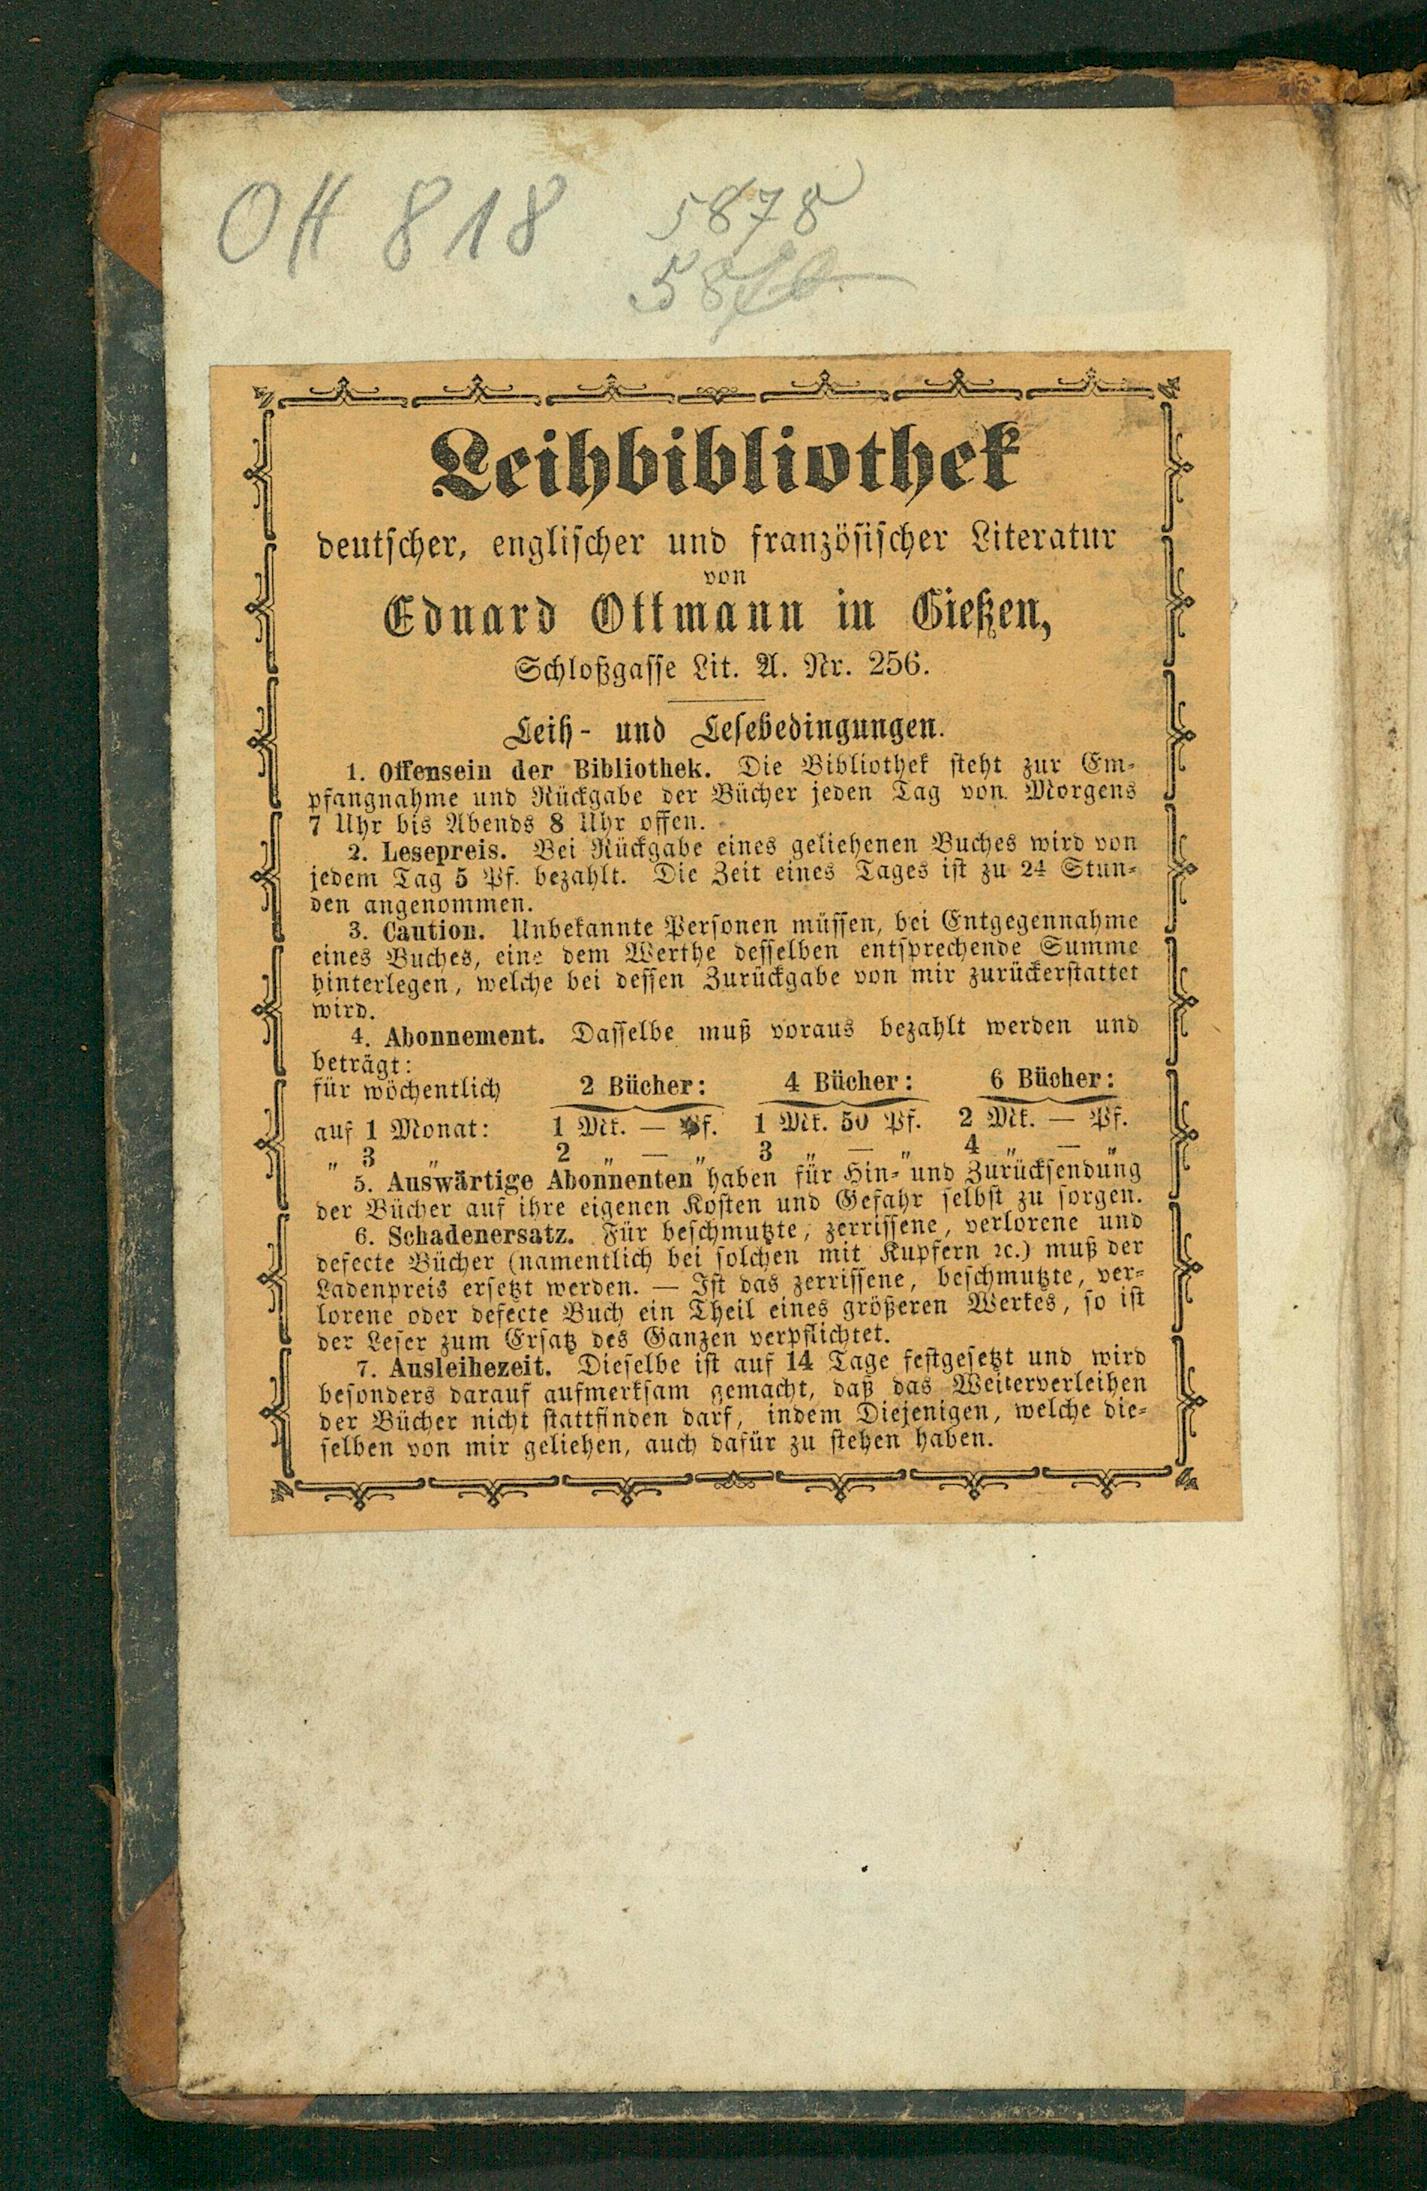 Ott 818
5878
58
Leihbibliothek
deutscher, englischer und französischer Literatur
von
Eduard Ottmann in Gießen,
Schloßgasse Lit. A. Nr. 256.
Leih- und Lesebedingungen.
1. Offensein der Bibliothek. Die Bibliothek steht zur Em-
pfangnahme und Rückgabe der Bücher jeden Tag von Morgens
7 Uhr bis Abends 8 Uhr offen.
2. Lesepreis. Bei Rückgabe eines geliehenen Buches wird von
jedem Tag 5 Pf. bezahlt. Die Zeit eines Tages ist zu 24 Stun-
den angenommen.
3. Caution. Unbekannte Personen müssen, bei Entgegennahme
eines Buches, eine dem Werthe desselben entsprechende Summe
hinterlegen, welche bei dessen Zurückgabe von mir zurückerstattet
wird.
4. Abonnement. Dasselbe muß voraus bezahlt werden und
beträgt:
für wöchentlich 2 Bücher: 4 Bücher: 6 Bücher:
auf 1 Monat: 1 Mk. — Pf. 1 Mk. 50 Pf. 2 Mk. — Pf.
„ 3 „ 2 „ — „ 3 „ — „ 4 „ — „
5. Auswärtige Abonnenten haben für Hin- und Zurücksendung
der Bücher auf ihre eigenen Kosten und Gefahr selbst zu sorgen.
6. Schadenersatz. Für beschmutzte, zerrissene, verlorene und
defecte Bücher (namentlich bei solchen mit Kupfern ꝛc.) muß der
Ladenpreis ersetzt werden. — Ist das zerrissene, beschmutzte, ver-
lorene oder defecte Buch ein Theil eines größeren Werkes, so ist
der Leser zum Ersatz des Ganzen verpflichtet.
7. Ausleihezeit. Dieselbe ist auf 14 Tage festgesetzt und wird
besonders darauf aufmerksam gemacht, daß das Weiterverleihen
der Bücher nicht stattfinden darf, indem Diejenigen, welche die-
selben von mir geliehen, auch dafür zu stehen haben.